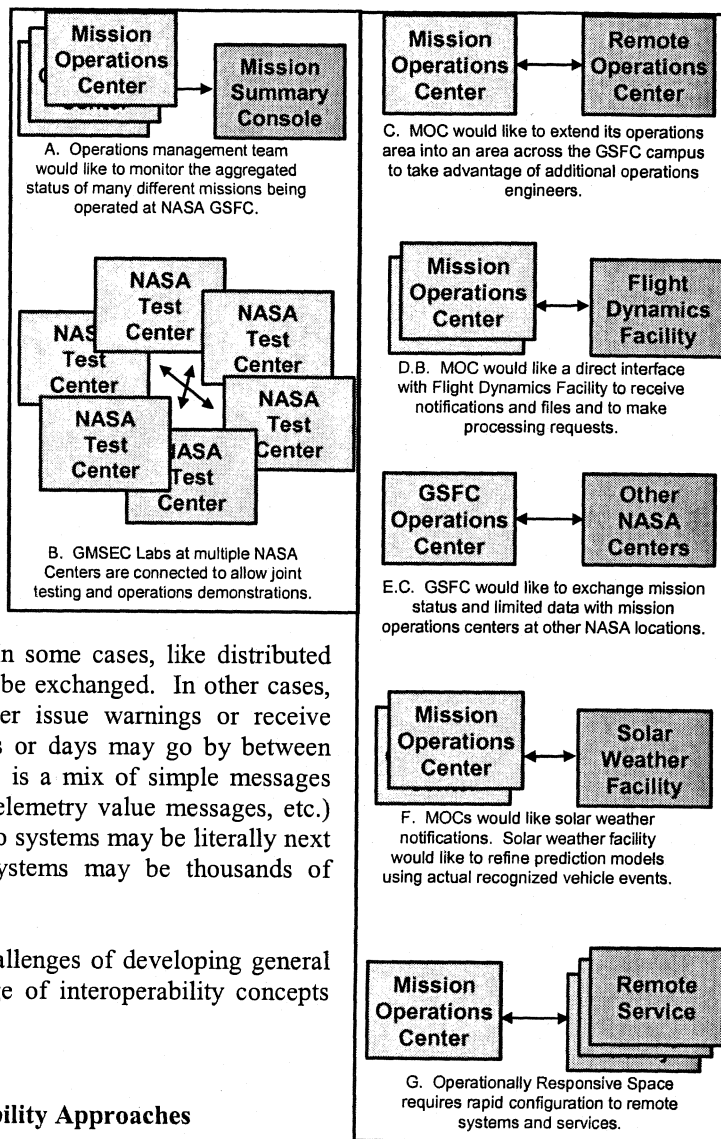 Mission
Operations
Center
Mission
Summary
Console
A. Operations management team
would like to monitor the aggregated
status of many different missions being
operated at NASA GSFC.
NASA
Test
Center
NASA
Test
Center
NAS
Test
Center
NASA
Test
Center
NASA
Test
Center
IASA
Test
Center
B. GMSEC Labs at multiple NASA
Centers are connected to allow joint
testing and operations demonstrations.
n some cases, like distributed
be exchanged. In other cases,
er issue warnings or receive
s or days may go by between
is a mix of simple messages
elemetry value messages, etc.)
o systems may be literally next
ystems may be thousands of
allenges of developing general
ge of interoperability concepts
bility Approaches
Mission
Operations
Center
Remote
Operations
Center
C. MOC would like to extend its operations
area into an area across the GSFC campus
to take advantage of additional operations
engineers.
Mission
Operations
Center
Flight
Dynamics
Facility
D.B. MOC would like a direct interface
with Flight Dynamics Facility to receive
notifications and files and to make
processing requests.
GSFC
Operations
Center
Other
NASA
Centers
E.C. GSFC would like to exchange mission
status and limited data with mission
operations centers at other NASA locations.
Mission
Operations
Center
Solar
Weather
Facility
F. MOCs would like solar weather
notifications. Solar weather facility
would like to refine prediction models
using actual recognized vehicle events.
Mission
Operations
Center
Remote
Service
G. Operationally Responsive Space
requires rapid configuration to remote
systems and services.